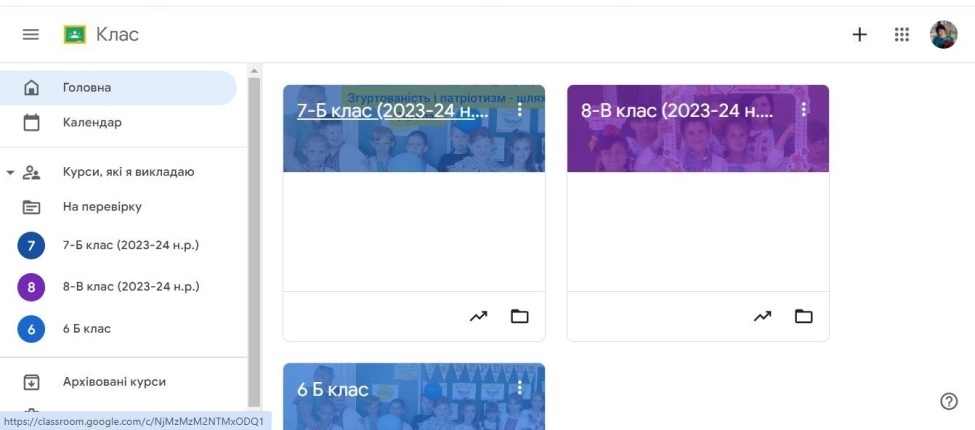 Клас
Головна
Календар
Курси, які я викладаю
На перевірку
7 7-Б клас (2023-24 н.р.)
8 8-В клас (2023-24 н.р.)
6 6 Б клас
Архівовані курси
https://classroom.google.com/c/NjMzMzM2NTMxODQ1
Згуртованість і патріотизм - шлях
7-Б клас (2023-24 н....
8-В клас (2023-24 н....
6 Б клас